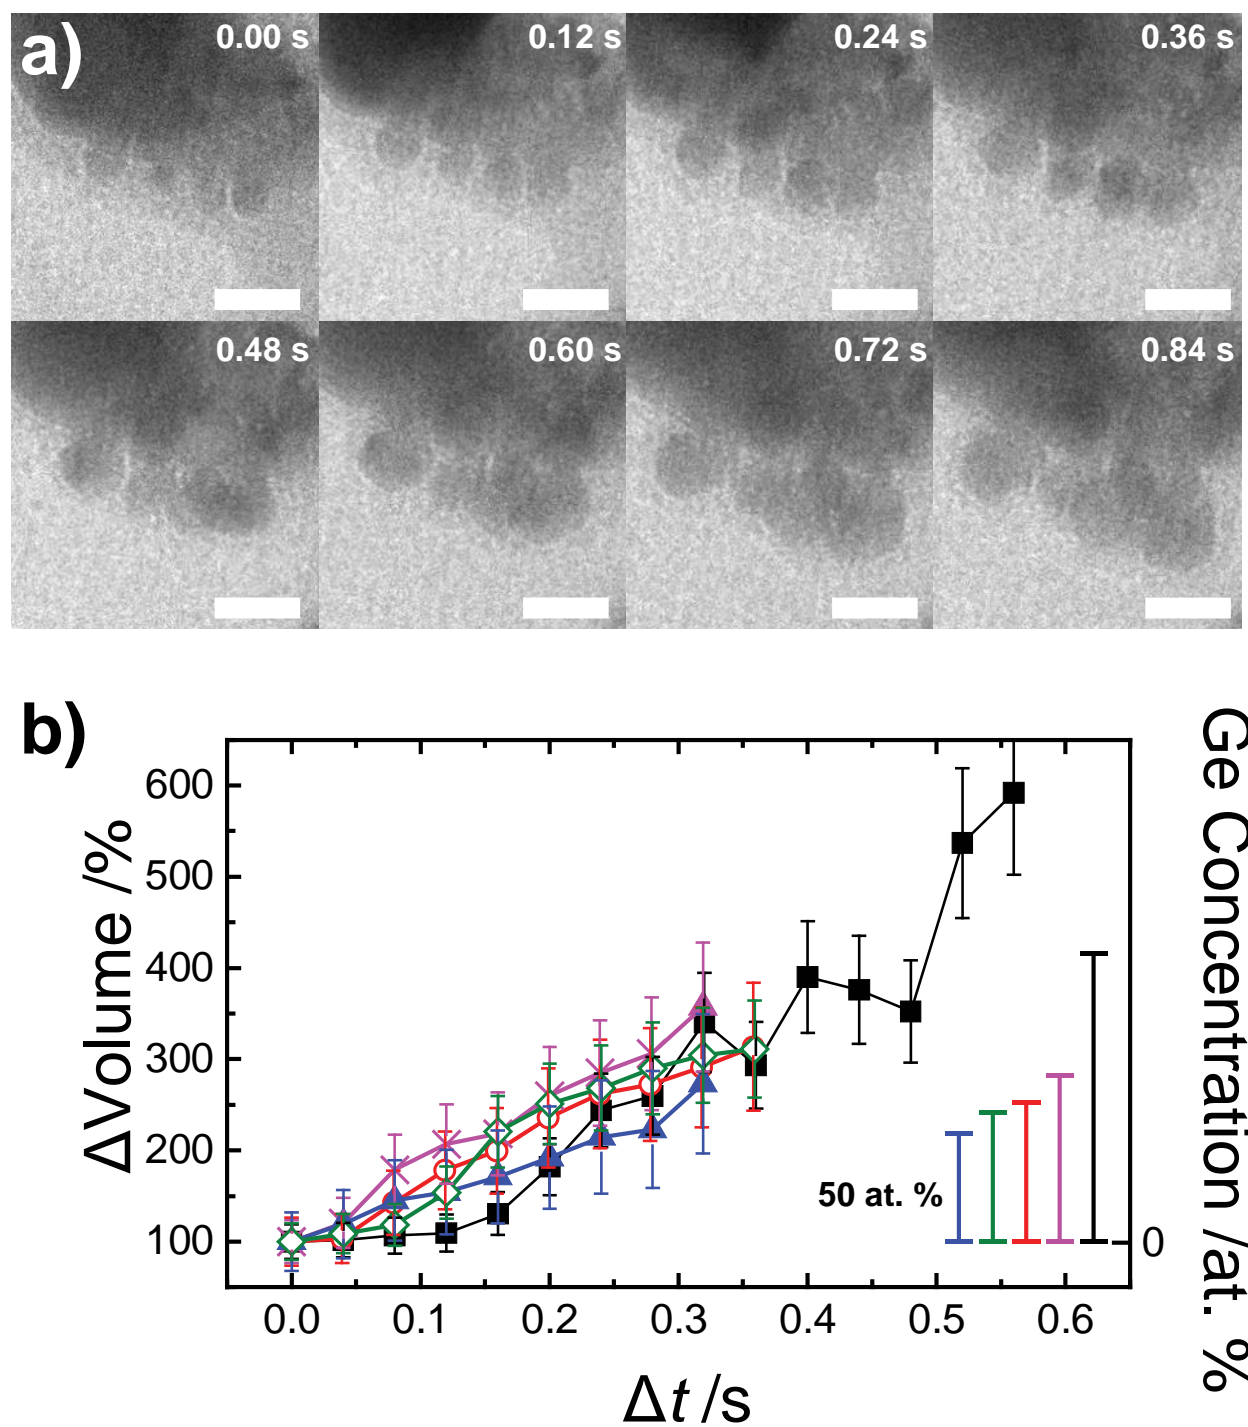 a)
0.00 s
0.12 s
0.24 s
0.36 s
0.48 s
0.60 s
0.72 s
0.84 s
b)
ΔVolume /%
600
500
400
300
200
100
50 at. %
0
Ge Concentration /at. %
0.0 0.1 0.2 0.3 0.4 0.5 0.6
Δt /s